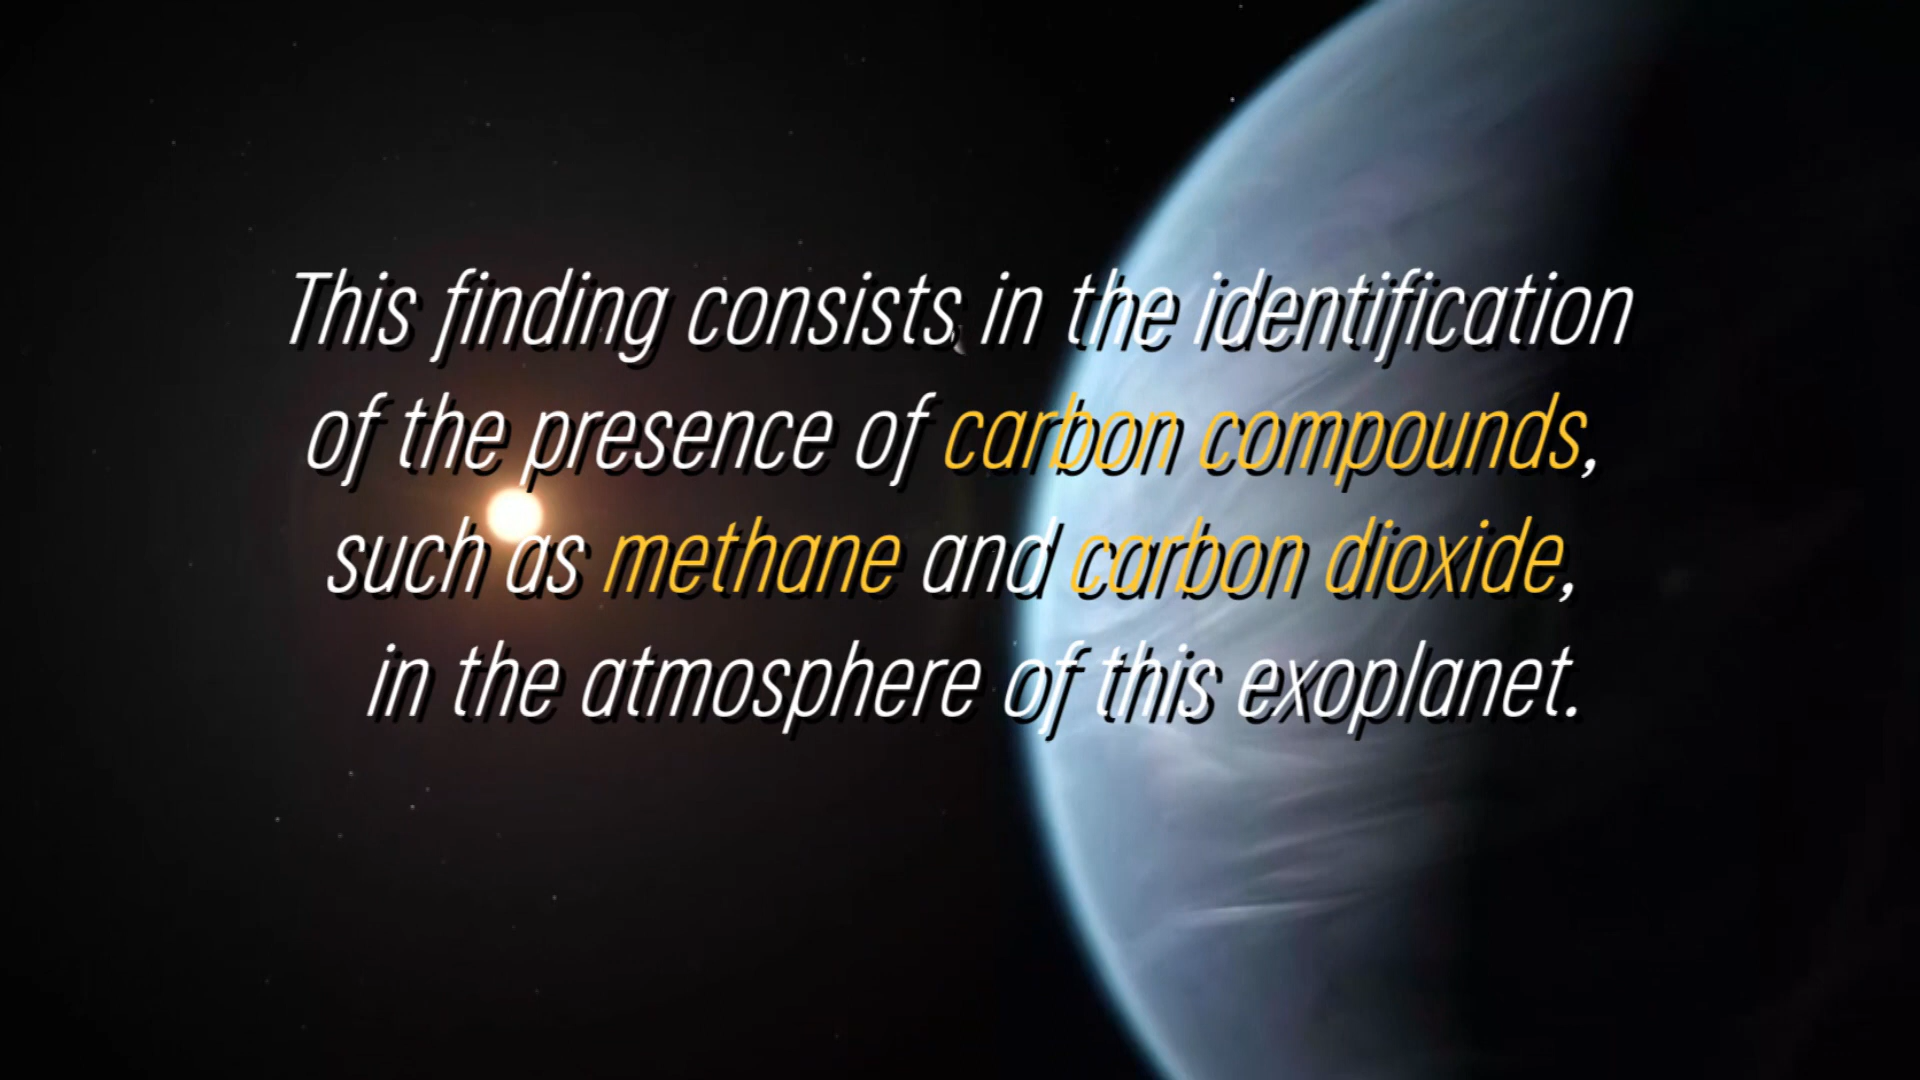 This finding consists in the identification
of the presence of carbon compounds,
such as methane and carbon dioxide,
in the atmosphere of this exoplanet.